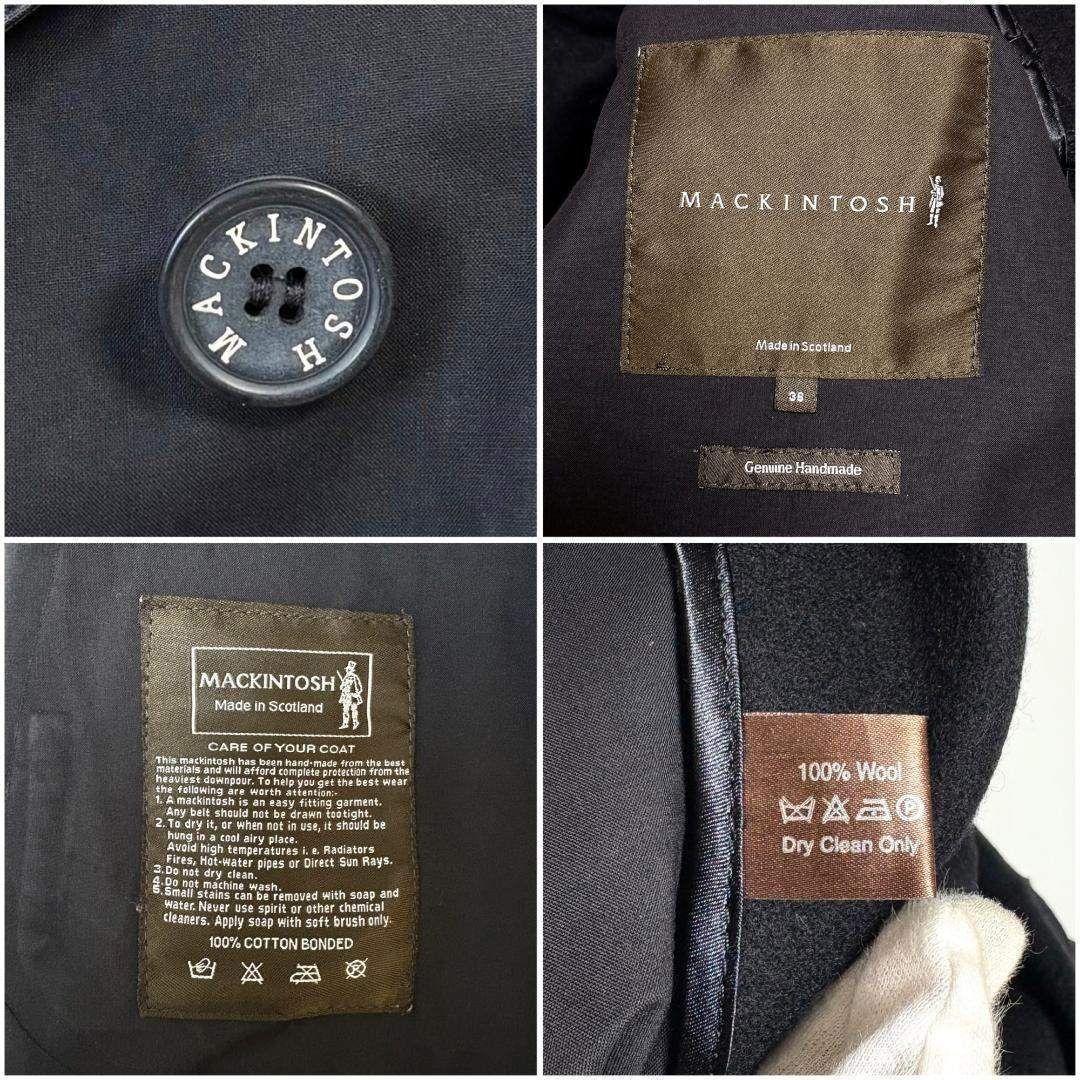 MACKINTOSH
MACKINTOSH
Made in Scotland
38
Genuine Handmade
MACKINTOSH
Made in Scotland
CARE OF YOUR COAT
This mackintosh has been hand-made from the best
materials and will afford complete protection from the
heaviest downpour. To help you get the best wear
the following are worth attention:-
1. A mackintosh is an easy fitting garment.
Any belt should not be drawn too tight.
2. To dry it, or when not in use, it should be
hung in a cool airy place.
Avoid high temperatures i.e. Radiators
Fires, Hot-water pipes or Direct Sun Rays.
3. Do not dry clean.
4. Do not machine wash.
5. Small stains can be removed with soap and
water. Never use spirit or other chemical
cleaners. Apply soap with soft brush only.
100% COTTON BONDED
100% Wool
P
Dry Clean Only